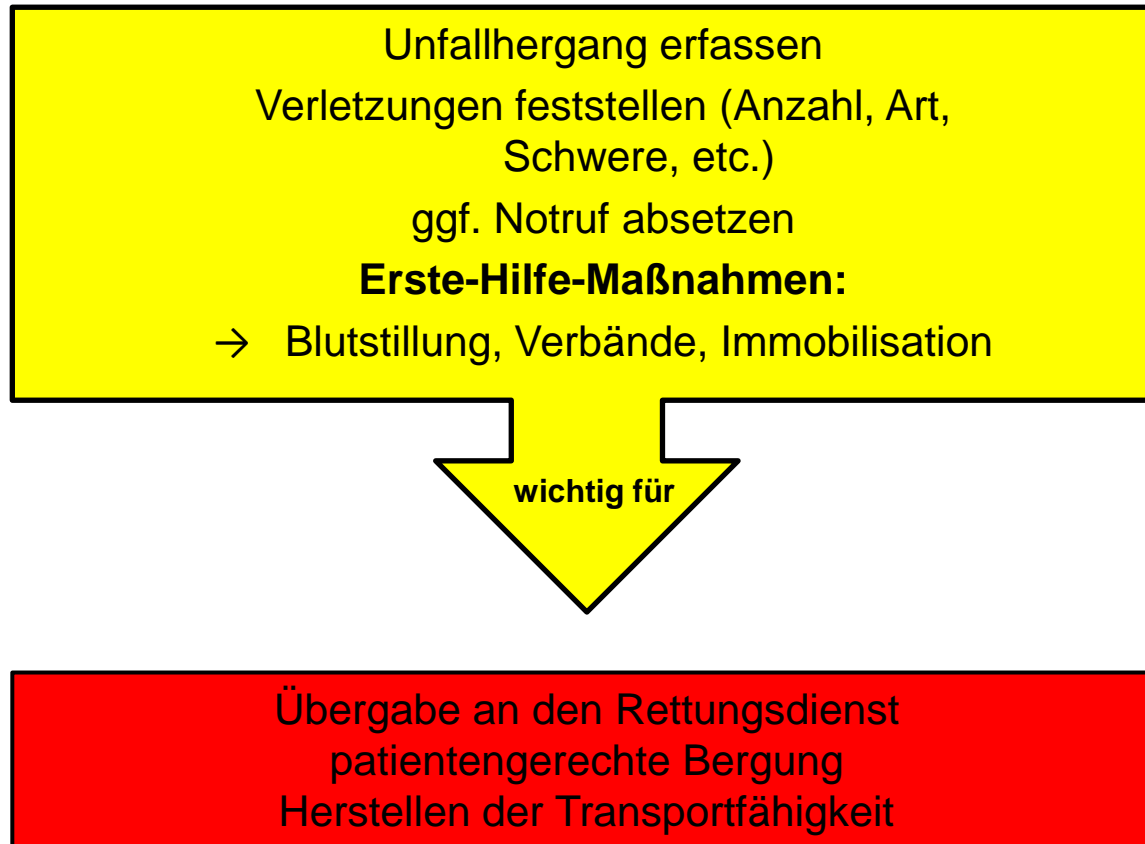 Unfallhergang erfassen
Verletzungen feststellen (Anzahl, Art,
Schwere, etc.)
ggf. Notruf absetzen
Erste-Hilfe-Maßnahmen:
→ Blutstillung, Verbände, Immobilisation
wichtig für
Übergabe an den Rettungsdienst
patientengerechte Bergung
Herstellen der Transportfähigkeit